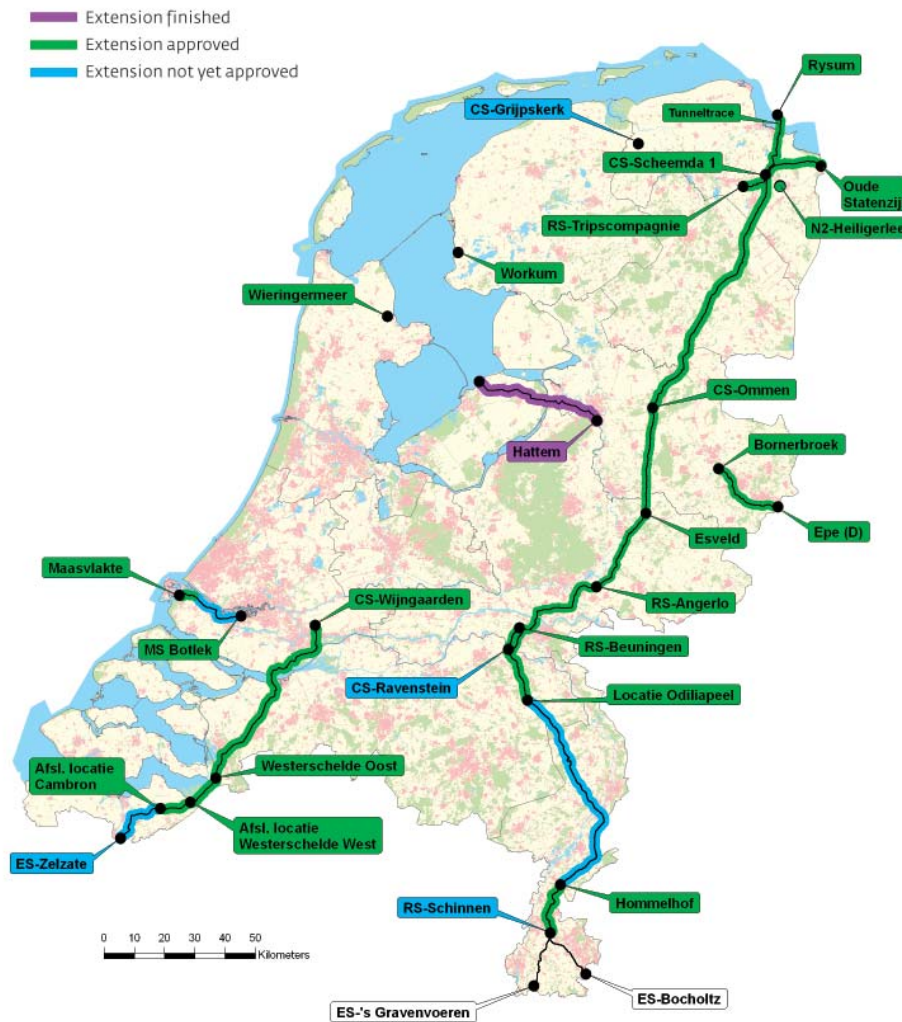 Extension finished
Extension approved
Extension not yet approved
Rysum
CS-Grijpskerk
Tunneltrace
CS-Scheemda 1
Oude
Statenzijl
RS-Tripscompagnie
N2-Heiligerlee
Workum
Wieringermeer
CS-Ommen
Hattem
Bornerbroek
Esveld
Epe (D)
Maasvlakte
CS-Wijngaarden
RS-Angerlo
MS Botlek
RS-Beuningen
CS-Ravenstein
Locatie Odiliapeel
Westerschelde Oost
Afsl. locatie
Cambron
Afsl. locatie
Westerschelde West
ES-Zelzate
Hommelhof
RS-Schinnen
0 10 20 30 40 50
Kilometers
ES-Bocholtz
ES-'s Gravenvoeren